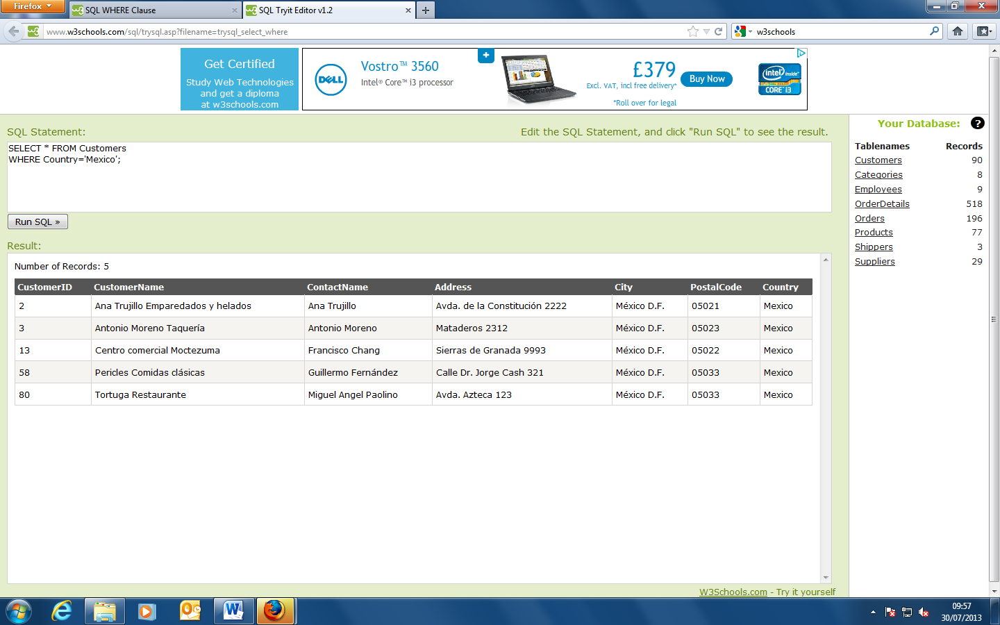 Firefox
SQL WHERE Clause
SQL Tryit Editor v1.2
www.w3schools.com/sql/trysql.asp?filename=trysql_select_where
w3schools
Get Certified
Study Web Technologies
and get a diploma
at w3schools.com
DELL
Vostro™ 3560
Intel® Core™ i3 processor
£379
Excl. VAT, incl free delivery*
*Roll over for legal
Buy Now
intel inside™
CORE™ i3
SQL Statement:
Edit the SQL Statement, and click "Run SQL" to see the result.
SELECT * FROM Customers
WHERE Country='Mexico';
Run SQL »
Result:
Number of Records: 5
CustomerID CustomerName ContactName Address City PostalCode Country
2 Ana Trujillo Emparedados y helados Ana Trujillo Avda. de la Constitución 2222 México D.F. 05021 Mexico
3 Antonio Moreno Taquería Antonio Moreno Mataderos 2312 México D.F. 05023 Mexico
13 Centro comercial Moctezuma Francisco Chang Sierras de Granada 9993 México D.F. 05022 Mexico
58 Pericles Comidas clásicas Guillermo Fernández Calle Dr. Jorge Cash 321 México D.F. 05033 Mexico
80 Tortuga Restaurante Miguel Angel Paolino Avda. Azteca 123 México D.F. 05033 Mexico
Your Database:
Tablenames Records
Customers 90
Categories 8
Employees 9
OrderDetails 518
Orders 196
Products 77
Shippers 3
Suppliers 29
W3Schools.com - Try it yourself
09:57
30/07/2013